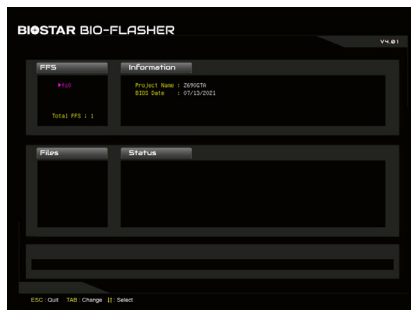 BIOSTAR BIO-FLASHER
V4.01
FFS
Information
▶fs0
Project Name : Z690GTA
BIOS Date : 07/13/2021
Total FFS : 1
Files
Status
ESC : Quit TAB : Change ↕ : Select